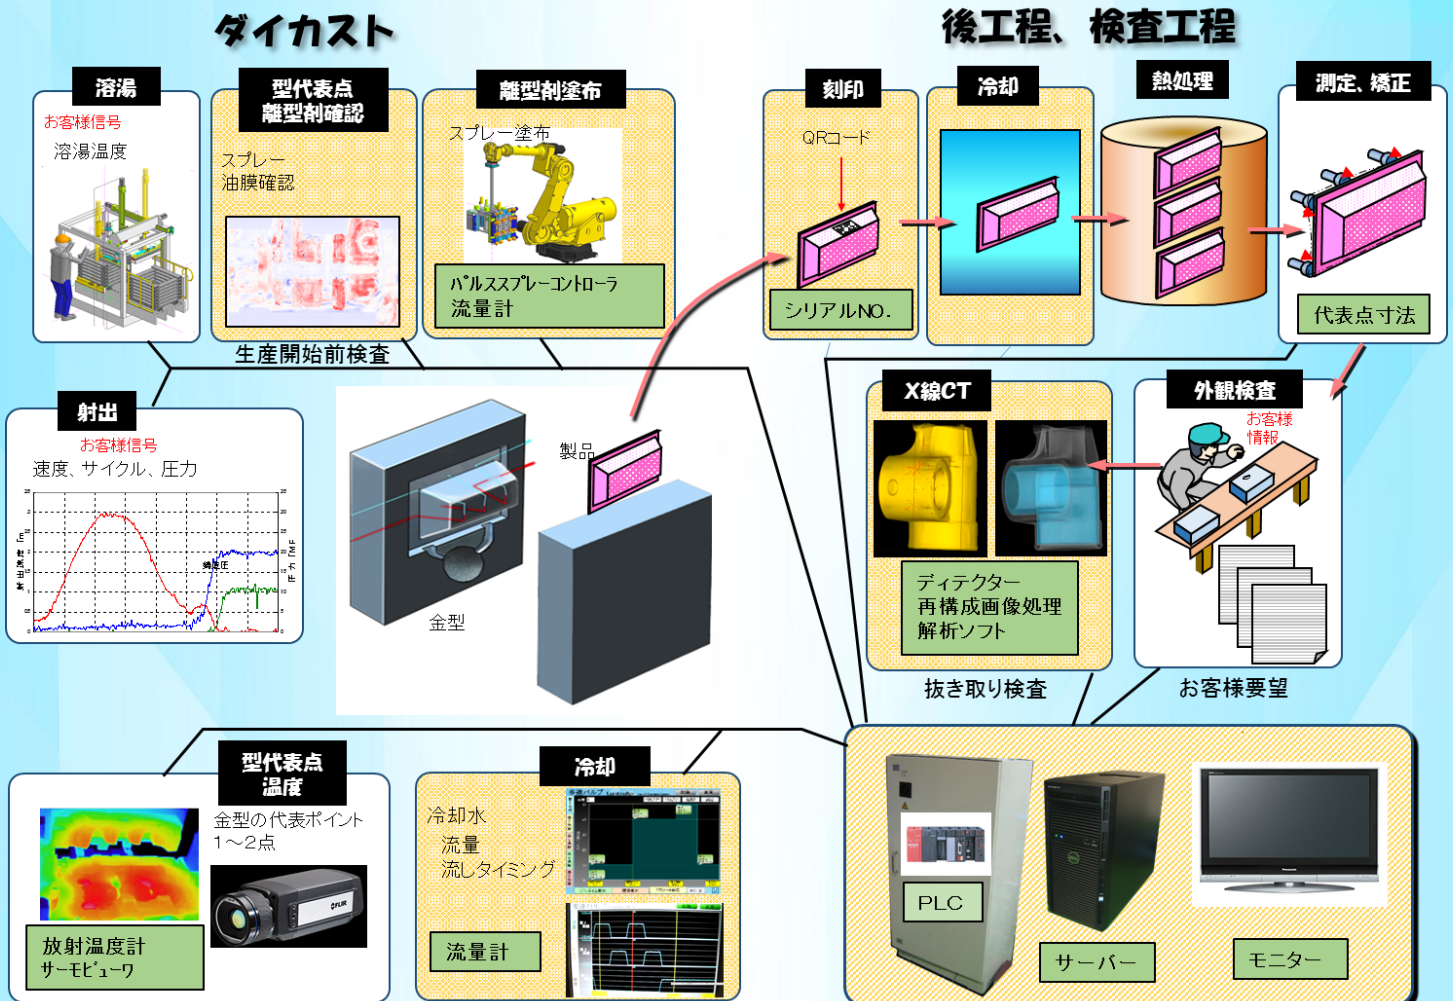 ダイカスト
後工程、検査工程
溶湯
お客様信号
溶湯温度
型代表点
離型剤確認
スプレー
油膜確認
離型剤塗布
スプレー塗布
パルススプレーコントローラ
流量計
生産開始前検査
刻印
QRコード
シリアルNO.
冷却
熱処理
測定、矯正
代表点寸法
射出
お客様信号
速度、サイクル、圧力
鋳造圧
製品
金型
X線CT
ディテクター
再構成画像処理
解析ソフト
抜き取り検査
外観検査
お客様
情報
お客様要望
型代表点
温度
金型の代表ポイント
1～2点
FLIR
放射温度計
サーモビューワ
冷却
冷却水
流量
流しタイミング
流量計
PLC
サーバー
Panasonic
モニター